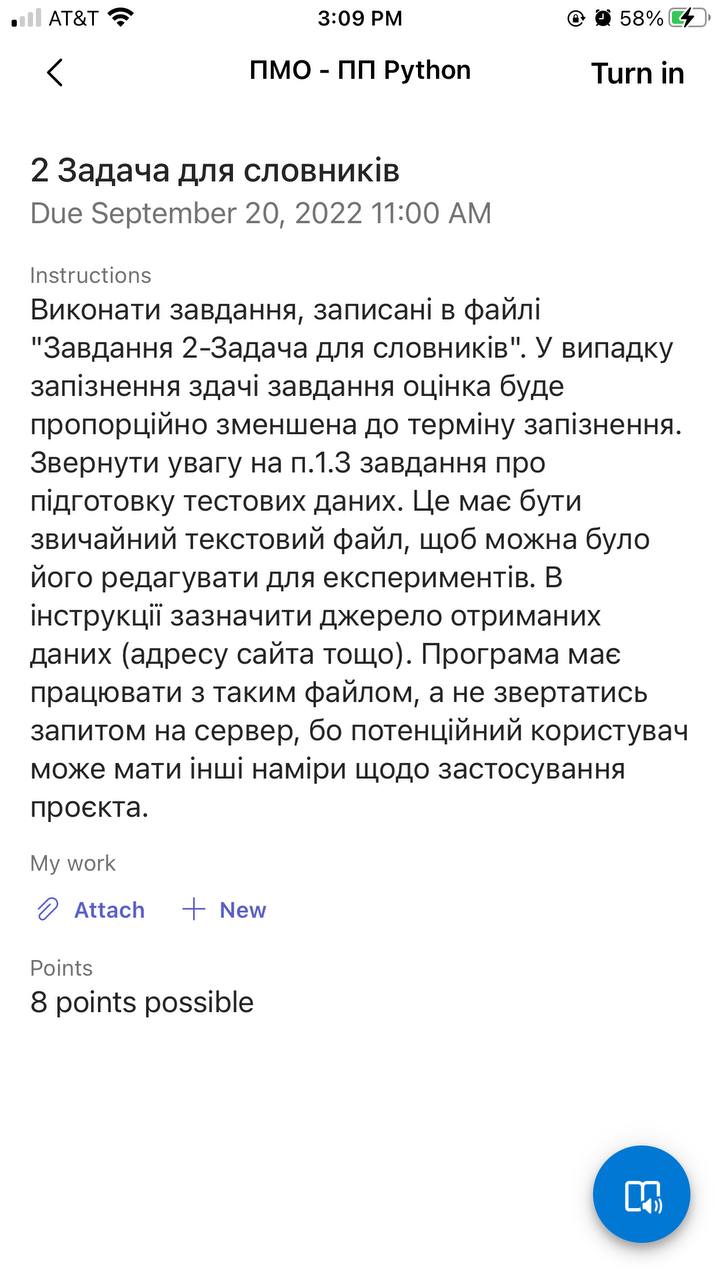 AT&T 3:09 PM 58%
ПМО - ПП Python Turn in
2 Задача для словників
Due September 20, 2022 11:00 AM
Instructions
Виконати завдання, записані в файлі
"Завдання 2-Задача для словників". У випадку
запізнення здачі завдання оцінка буде
пропорційно зменшена до терміну запізнення.
Звернути увагу на п.1.3 завдання про
підготовку тестових даних. Це має бути
звичайний текстовий файл, щоб можна було
його редагувати для експериментів. В
інструкції зазначити джерело отриманих
даних (адресу сайта тощо). Програма має
працювати з таким файлом, а не звертатись
запитом на сервер, бо потенційний користувач
може мати інші наміри щодо застосування
проєкта.
My work
Attach New
Points
8 points possible